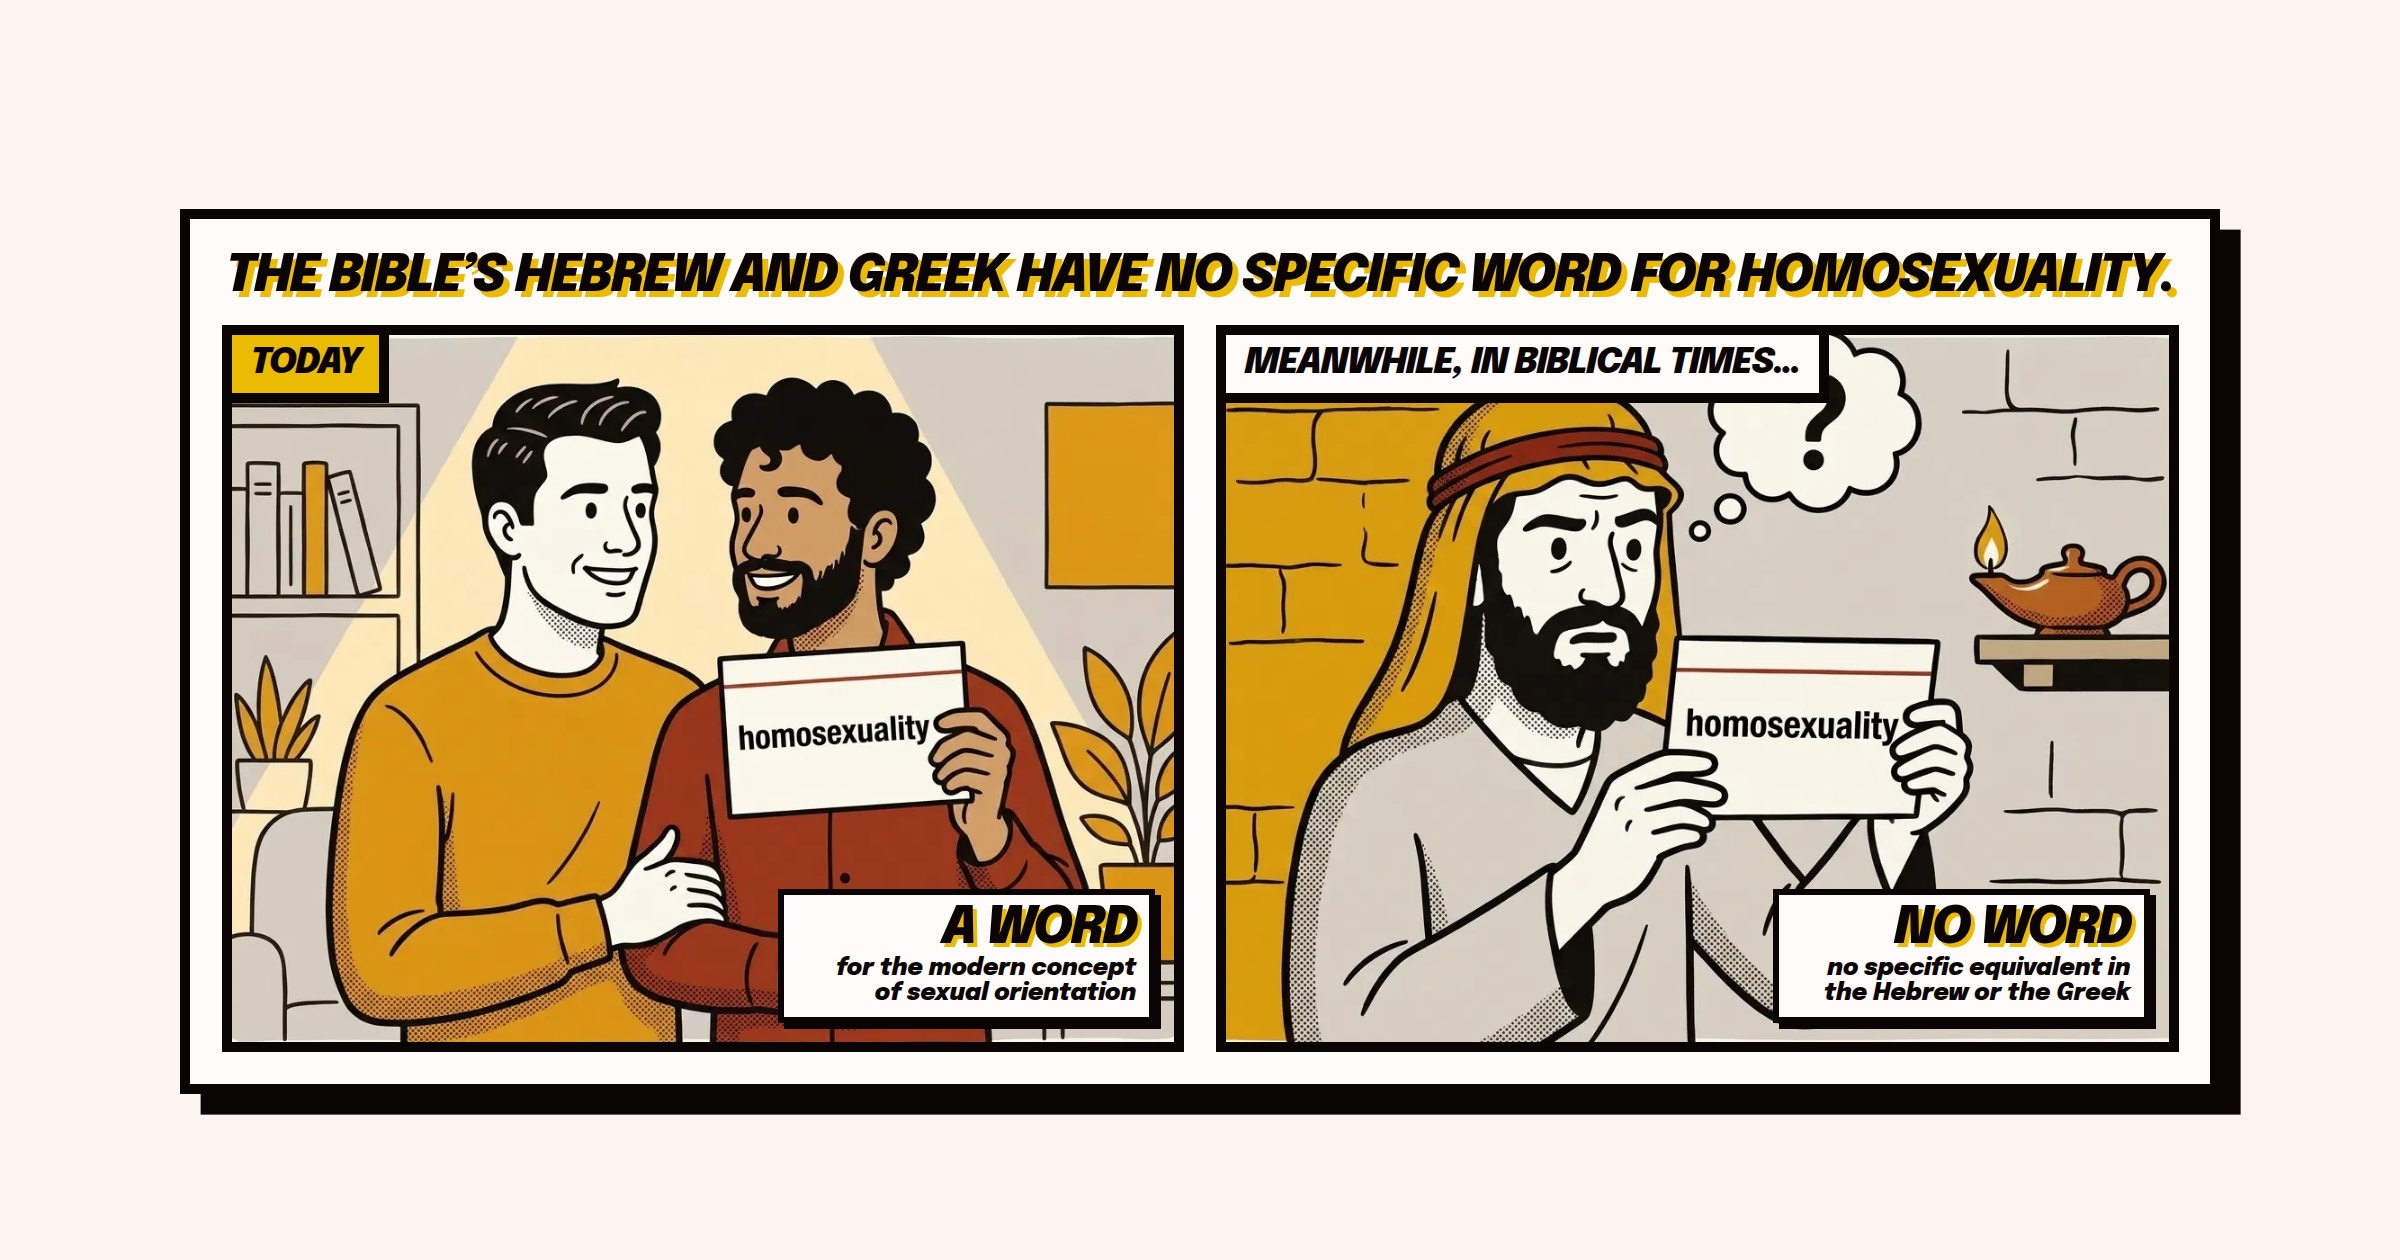 THE BIBLE’S HEBREW AND GREEK HAVE NO SPECIFIC WORD FOR HOMOSEXUALITY.
TODAY
homosexuality
A WORD
for the modern concept
of sexual orientation
MEANWHILE, IN BIBLICAL TIMES...
?
homosexuality
NO WORD
no specific equivalent in
the Hebrew or the Greek